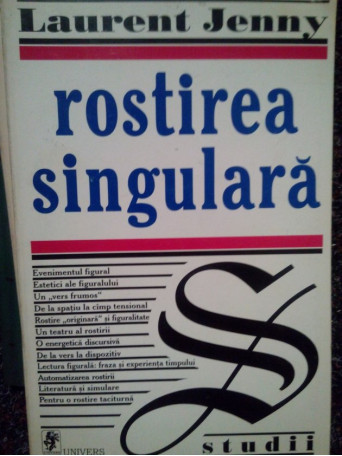 Laurent Jenny
rostirea
singulară
Evenimentul figural
Estetici ale figuralului
Un „vers frumos"
De la spațiu la cîmp tensional
Rostire „originară" și figuralitate
Un teatru al rostirii
O energetică discursivă
De la vers la dispozitiv
Lectura figurală: fraza și experiența timpului
Automatizarea rostirii
Literatură și simulare
Pentru o rostire taciturnă
S
UNIVERS
studii